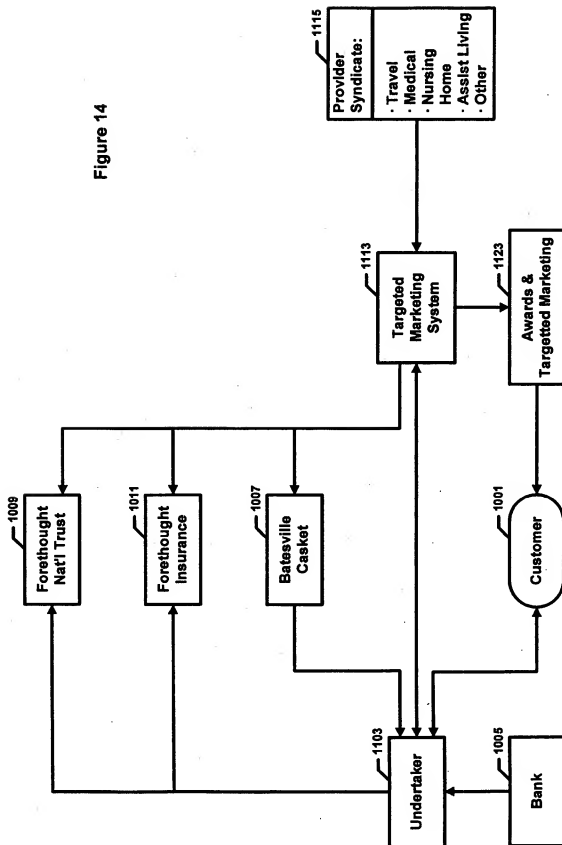 Figure 14
1009
Forethought
Nat'l Trust
1011
Forethought
Insurance
1007
Batesville
Casket
1103
Undertaker
1005
Bank
1001
Customer
1113
Targeted
Marketing
System
1123
Awards &
Targetted Marketing
1115
Provider
Syndicate:
· Travel
· Medical
· Nursing
Home
· Assist Living
· Other